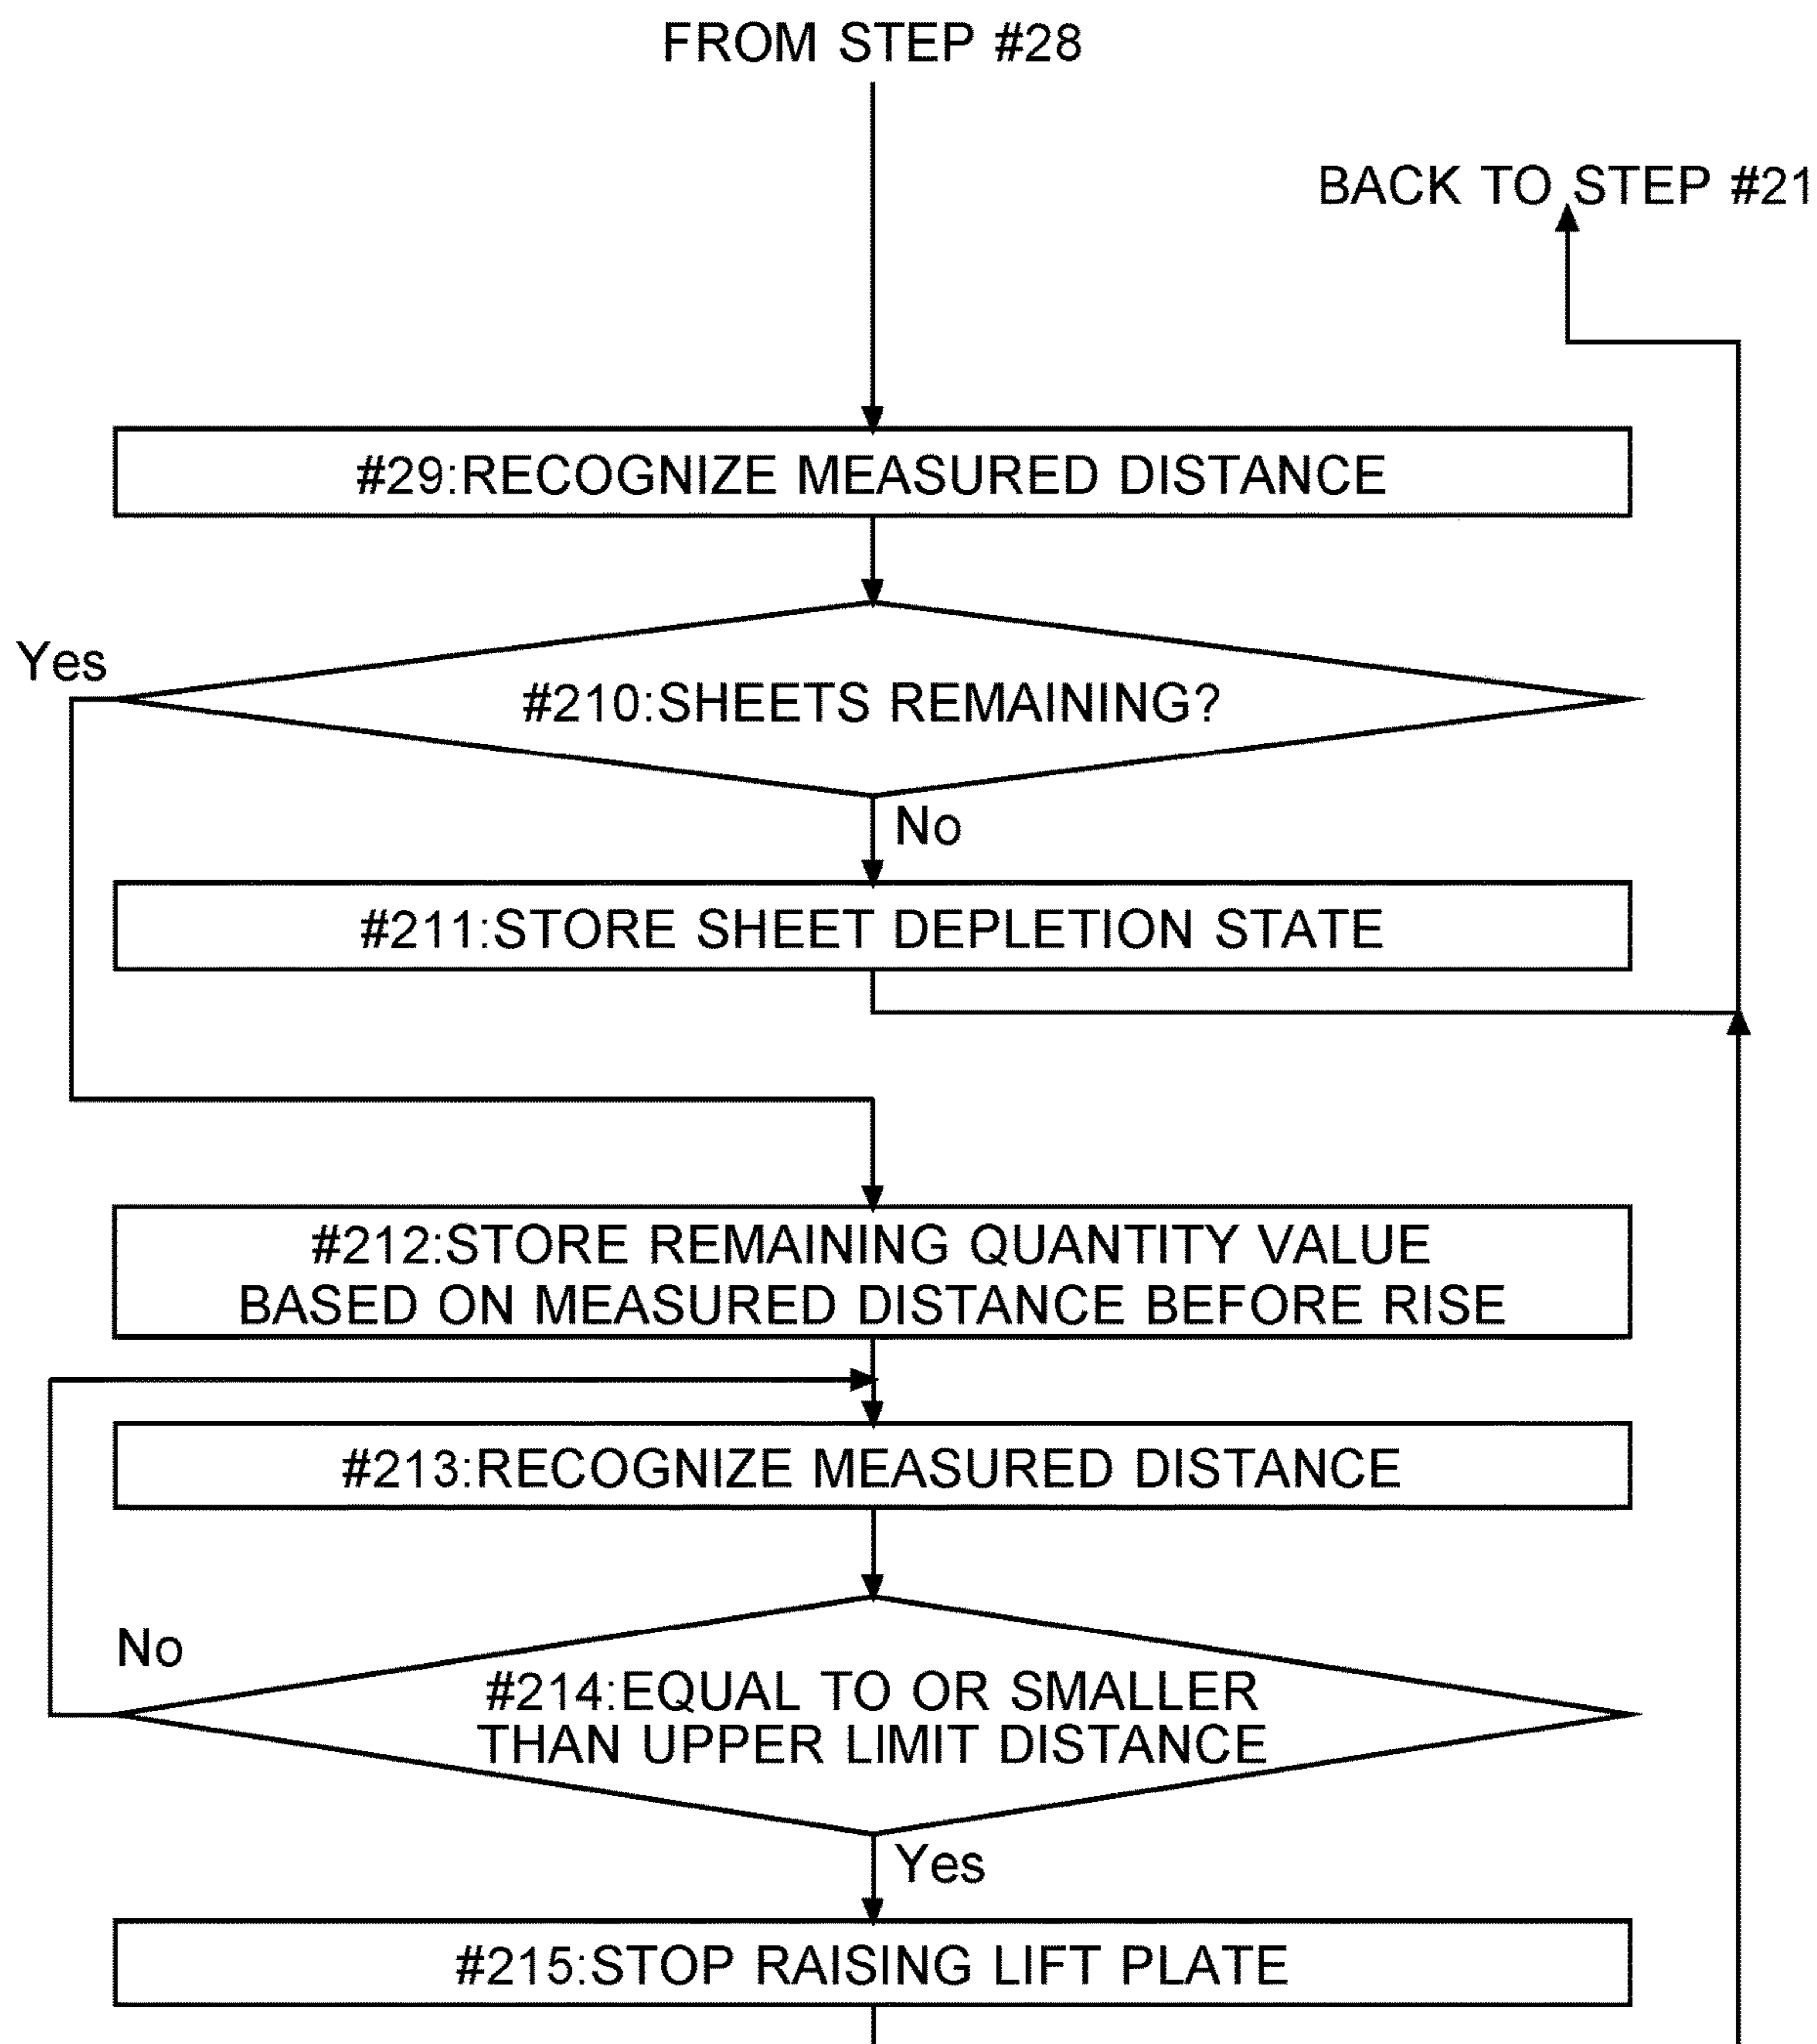 FROM STEP #28
BACK TO STEP #21
#29:RECOGNIZE MEASURED DISTANCE
Yes
#210:SHEETS REMAINING?
No
#211:STORE SHEET DEPLETION STATE
#212:STORE REMAINING QUANTITY VALUE
BASED ON MEASURED DISTANCE BEFORE RISE
#213:RECOGNIZE MEASURED DISTANCE
No
#214:EQUAL TO OR SMALLER
THAN UPPER LIMIT DISTANCE
Yes
#215:STOP RAISING LIFT PLATE